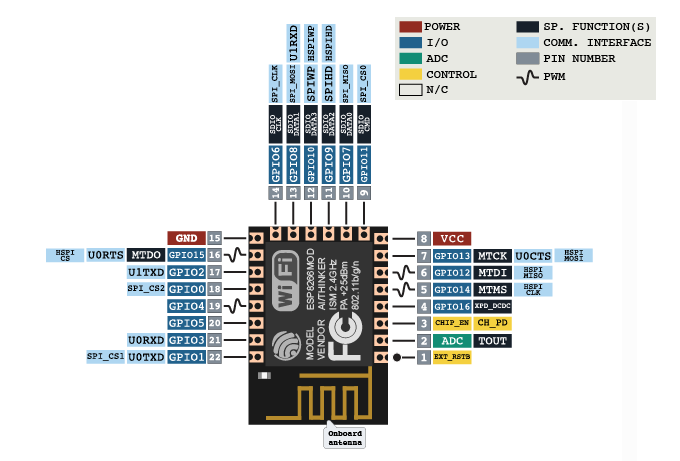 POWER
I/O
ADC
CONTROL
N/C
SP. FUNCTION(S)
COMM. INTERFACE
PIN NUMBER
PWM
SPI_CLK
SDIO CLK
GPIO6
14
U1RXD
SPI_MOSI
SDIO DATA1
GPIO8
13
HSPIWP
SPIWP
SDIO DATA3
GPIO10
12
HSPIHD
SPIHD
SDIO DATA2
GPIO9
11
SPI_MISO
SDIO DATA0
GPIO7
10
SPI_CS0
SDIO CMD
GPIO11
9
GND 15
HSPI CS U0RTS MTDO GPIO15 16
U1TXD GPIO2 17
SPI_CS2 GPIO0 18
GPIO4 19
GPIO5 20
U0RXD GPIO3 21
SPI_CS1 U0TXD GPIO1 22
WiFi
MODEL ESP8266MOD
VENDOR AI/THINKER
ISM 2.4GHz
PA +25dBm
802.11b/g/n
FC
8 VCC
7 GPIO13 MTCK U0CTS HSPI MOSI
6 GPIO12 MTDI HSPI MISO
5 GPIO14 MTMS HSPI CLK
4 GPIO16 XPD_DCDC
3 CHIP_EN CH_PD
2 ADC TOUT
1 EXT_RSTB
Onboard
antenna